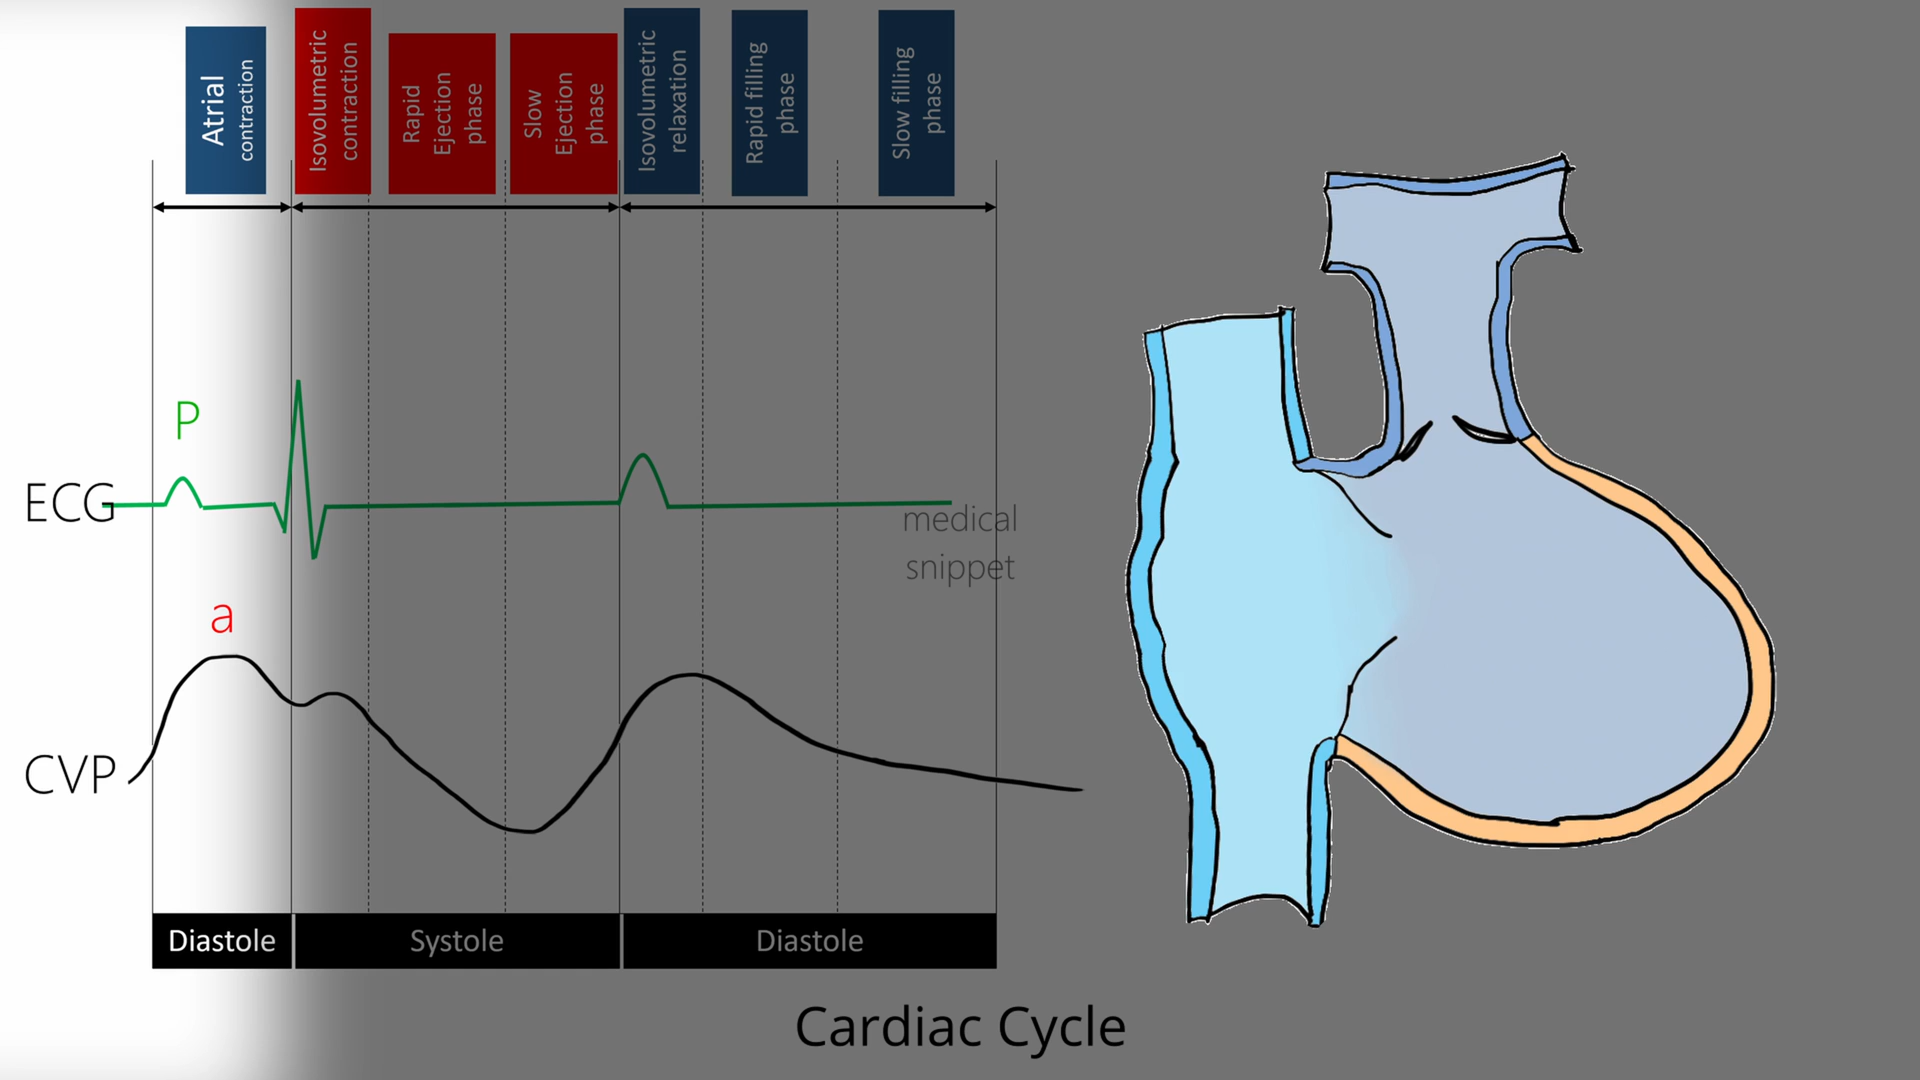 Atrial
contraction
Isovolumetric
contraction
Rapid
Ejection
phase
Slow
Ejection
phase
Isovolumetric
relaxation
Rapid filling
phase
Slow filling
phase
P
ECG
medical
snippet
a
CVP
Diastole
Systole
Diastole
Cardiac Cycle